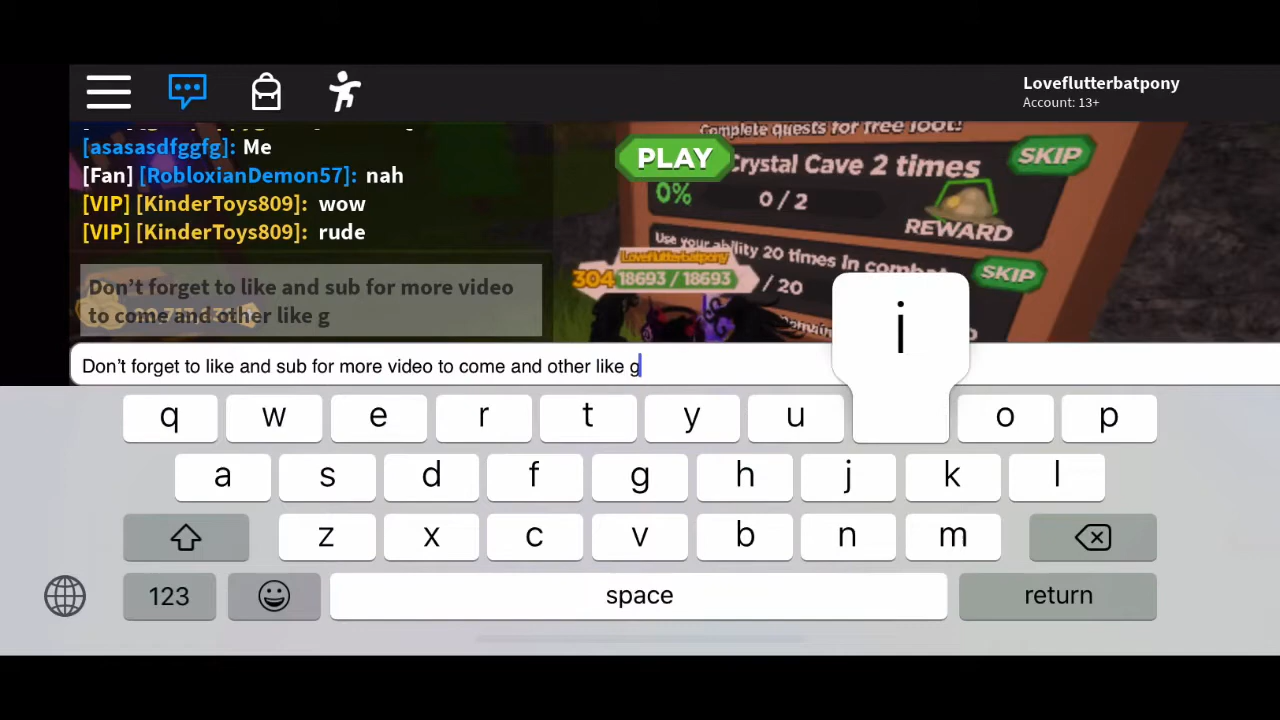 Loveflutterbatpony
Account: 13+
[asasasdfggfg]: Me
[Fan] [RobloxianDemon57]: nah
[VIP] [KinderToys809]: wow
[VIP] [KinderToys809]: rude
Don’t forget to like and sub for more video
to come and other like g
Complete quests for free loot!
PLAY
Crystal Cave 2 times
SKIP
0%
0 / 2
REWARD
Use your ability 20 times in combat
SKIP
/ 20
Loveflutterbatpony
304 18693 / 18693
Don’t forget to like and sub for more video to come and other like g
i
q w e r t y u o p
a s d f g h j k l
z x c v b n m
123
space
return